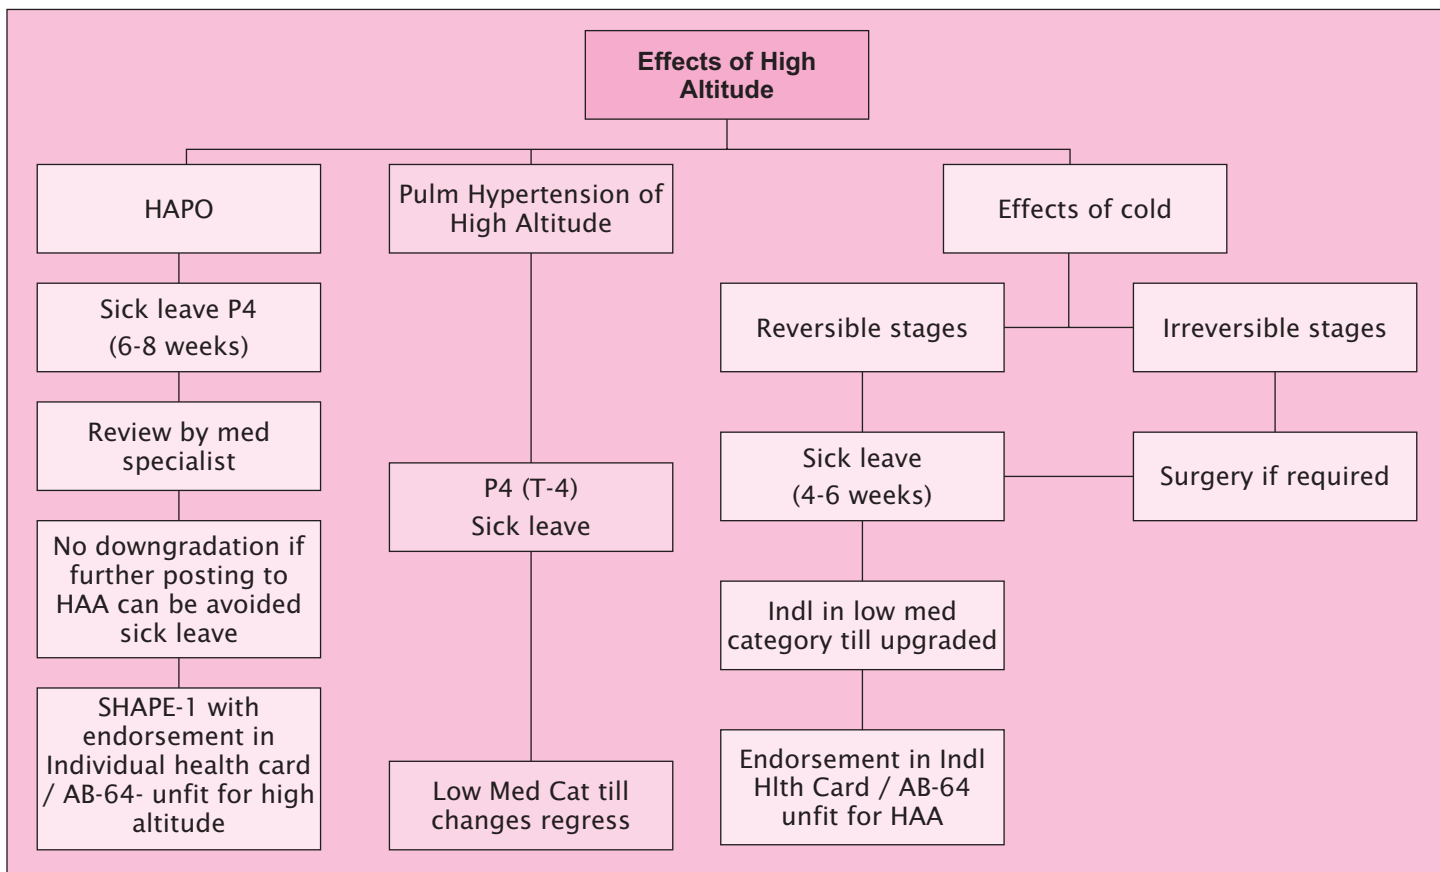 Effects of High
Altitude
HAPO
Sick leave P4
(6-8 weeks)
Review by med
specialist
No downgradation if
further posting to
HAA can be avoided
sick leave
SHAPE-1 with
endorsement in
Individual health card
/ AB-64- unfit for high
altitude
Pulm Hypertension of
High Altitude
P4 (T-4)
Sick leave
Low Med Cat till
changes regress
Effects of cold
Reversible stages
Irreversible stages
Sick leave
(4-6 weeks)
Surgery if required
Indl in low med
category till upgraded
Endorsement in Indl
Hlth Card / AB-64
unfit for HAA